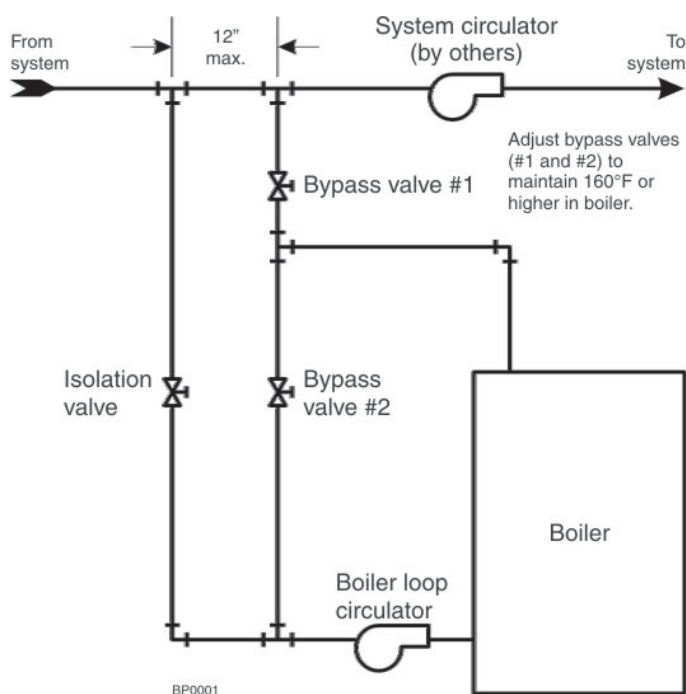 From
system
12”
max.
System circulator
(by others)
To
system
Adjust bypass valves
(#1 and #2) to
maintain 160°F or
higher in boiler.
Bypass valve #1
Isolation
valve
Bypass
valve #2
Boiler
Boiler loop
circulator
BP0001